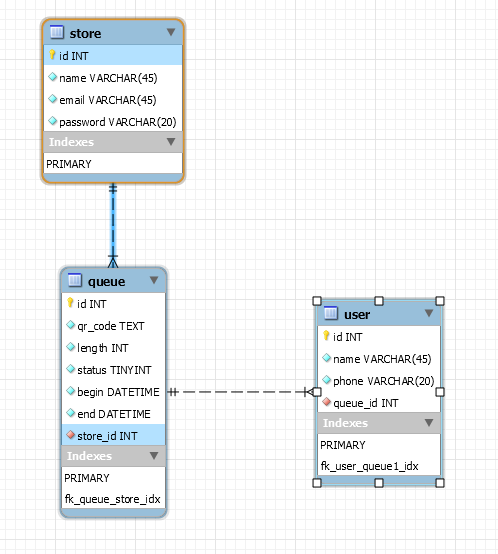 store
id INT
name VARCHAR(45)
email VARCHAR(45)
password VARCHAR(20)
Indexes
PRIMARY
queue
id INT
qr_code TEXT
length INT
status TINYINT
begin DATETIME
end DATETIME
store_id INT
Indexes
PRIMARY
fk_queue_store_idx
user
id INT
name VARCHAR(45)
phone VARCHAR(20)
queue_id INT
Indexes
PRIMARY
fk_user_queue1_idx